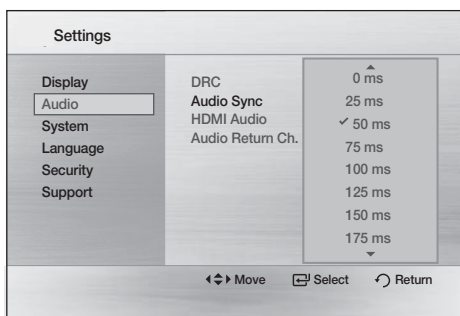 Settings
Display
Audio
System
Language
Security
Support
DRC
Audio Sync
HDMI Audio
Audio Return Ch.
0 ms
25 ms
✓ 50 ms
75 ms
100 ms
125 ms
150 ms
175 ms
Move Select Return